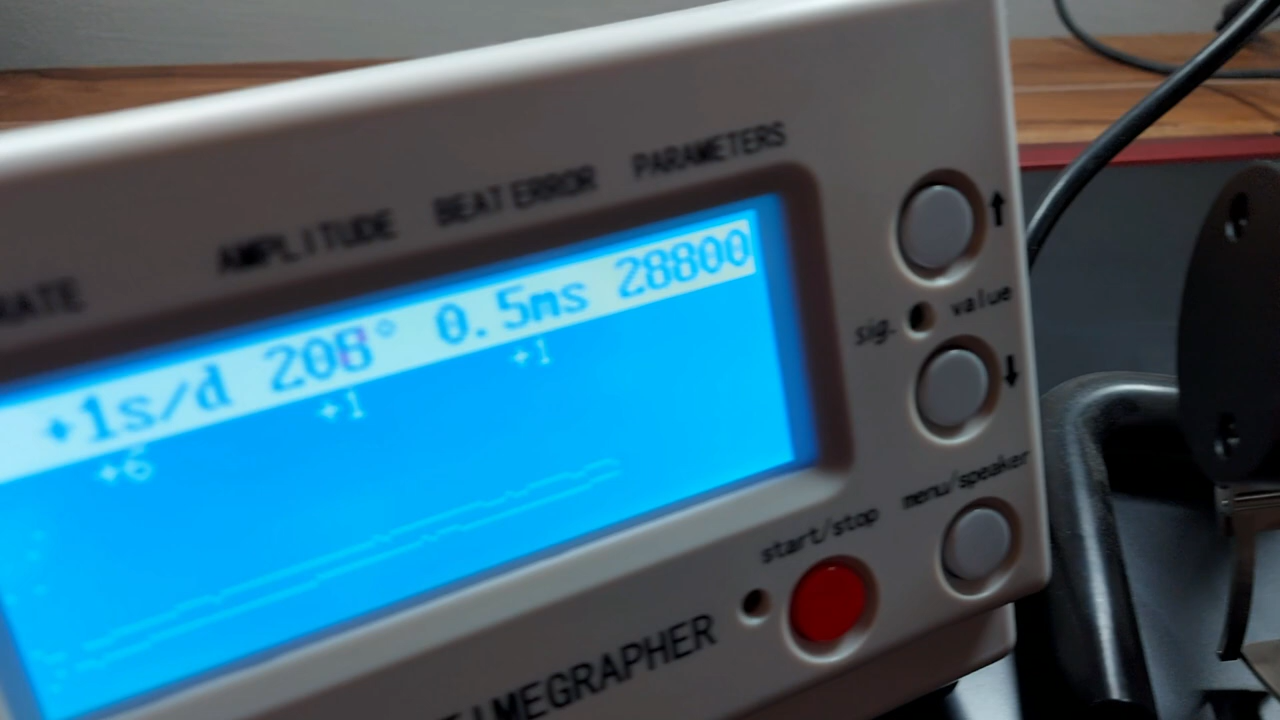 RATE AMPLITUDE BEAT ERROR PARAMETERS
+1s/d 208° 0.5ms 28800
+6 +1 +1
sig. value
menu/speaker
start/stop
TIMEGRAPHER